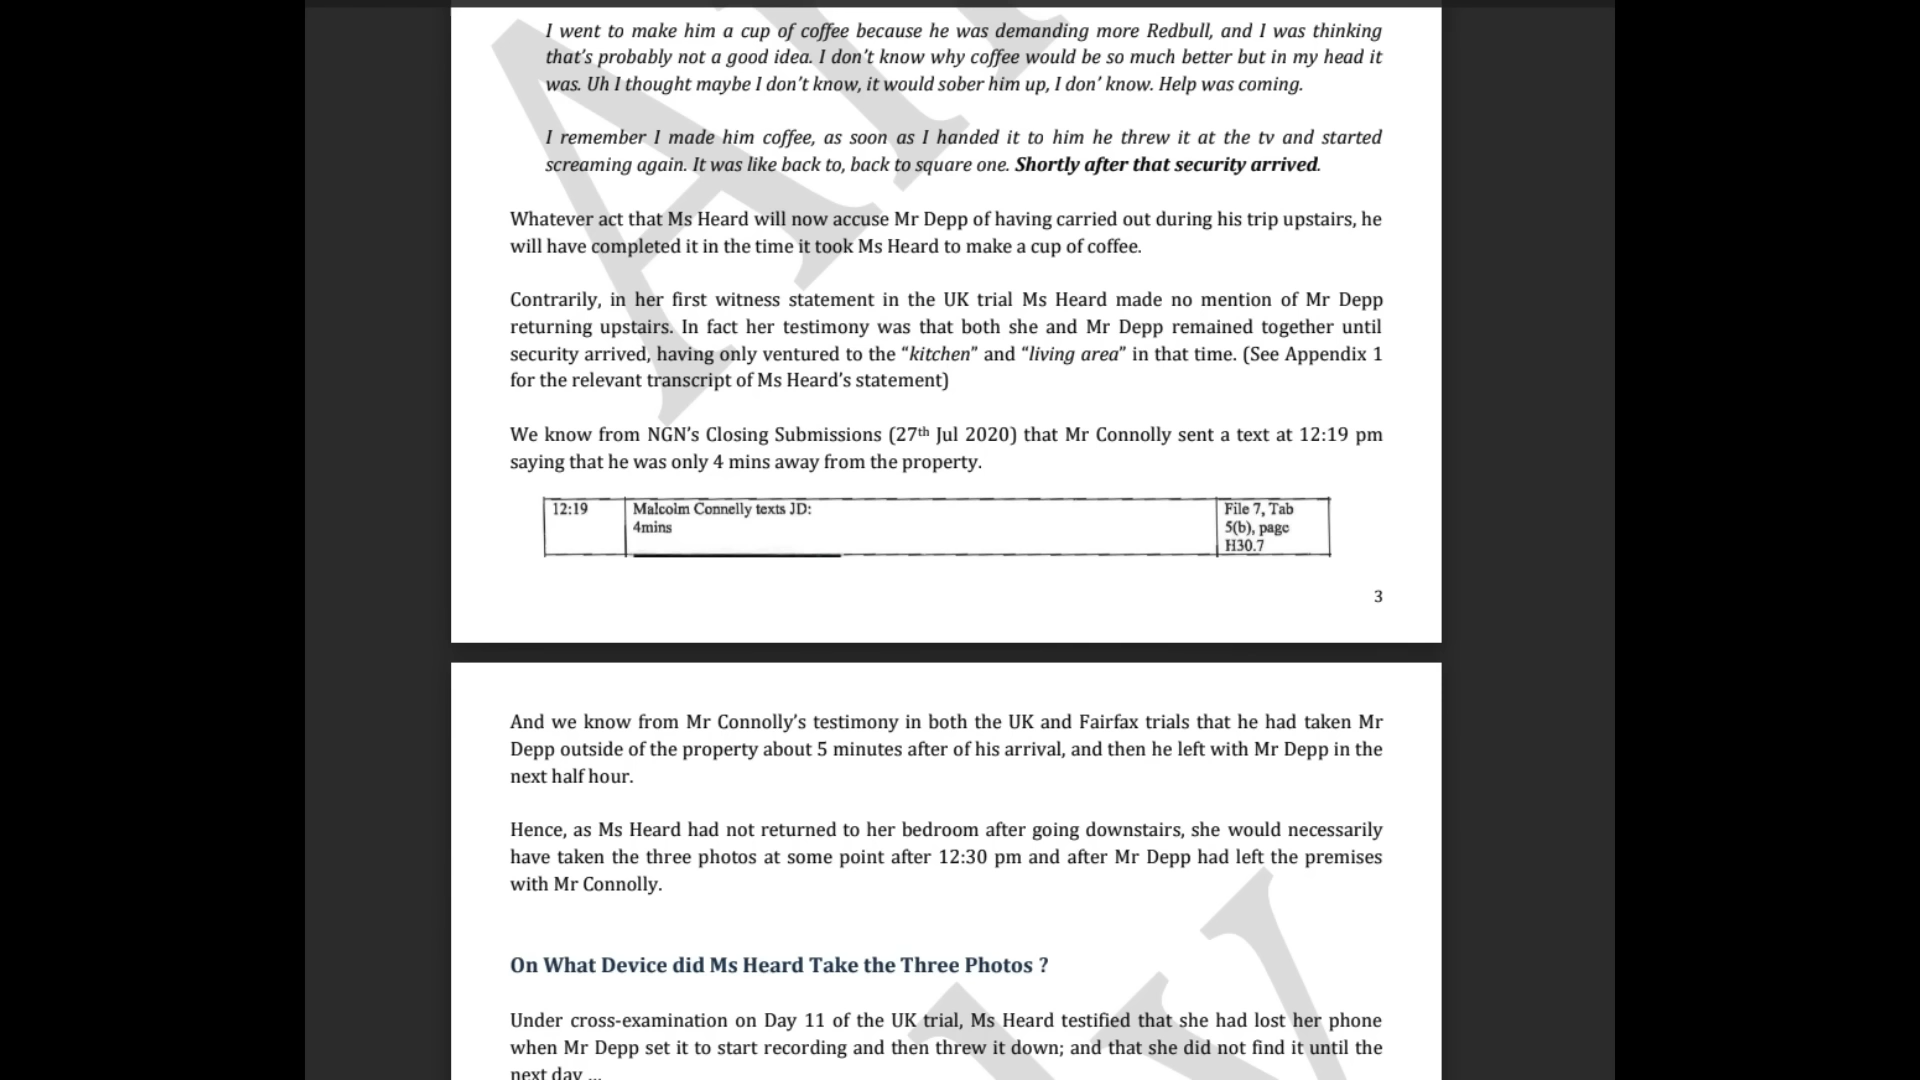 I went to make him a cup of coffee because he was demanding more Redbull, and I was thinking
that's probably not a good idea. I don't know why coffee would be so much better but in my head it
was. Uh I thought maybe I don't know, it would sober him up, I don' know. Help was coming.
I remember I made him coffee, as soon as I handed it to him he threw it at the tv and started
screaming again. It was like back to, back to square one. Shortly after that security arrived.
Whatever act that Ms Heard will now accuse Mr Depp of having carried out during his trip upstairs, he
will have completed it in the time it took Ms Heard to make a cup of coffee.
Contrarily, in her first witness statement in the UK trial Ms Heard made no mention of Mr Depp
returning upstairs. In fact her testimony was that both she and Mr Depp remained together until
security arrived, having only ventured to the "kitchen" and "living area" in that time. (See Appendix 1
for the relevant transcript of Ms Heard's statement)
We know from NGN's Closing Submissions (27th Jul 2020) that Mr Connolly sent a text at 12:19 pm
saying that he was only 4 mins away from the property.
12:19 Malcolm Connelly texts JD: File 7, Tab
4mins 5(b), page
H30.7
3
And we know from Mr Connolly's testimony in both the UK and Fairfax trials that he had taken Mr
Depp outside of the property about 5 minutes after of his arrival, and then he left with Mr Depp in the
next half hour.
Hence, as Ms Heard had not returned to her bedroom after going downstairs, she would necessarily
have taken the three photos at some point after 12:30 pm and after Mr Depp had left the premises
with Mr Connolly.
On What Device did Ms Heard Take the Three Photos ?
Under cross-examination on Day 11 of the UK trial, Ms Heard testified that she had lost her phone
when Mr Depp set it to start recording and then threw it down; and that she did not find it until the
next day ...